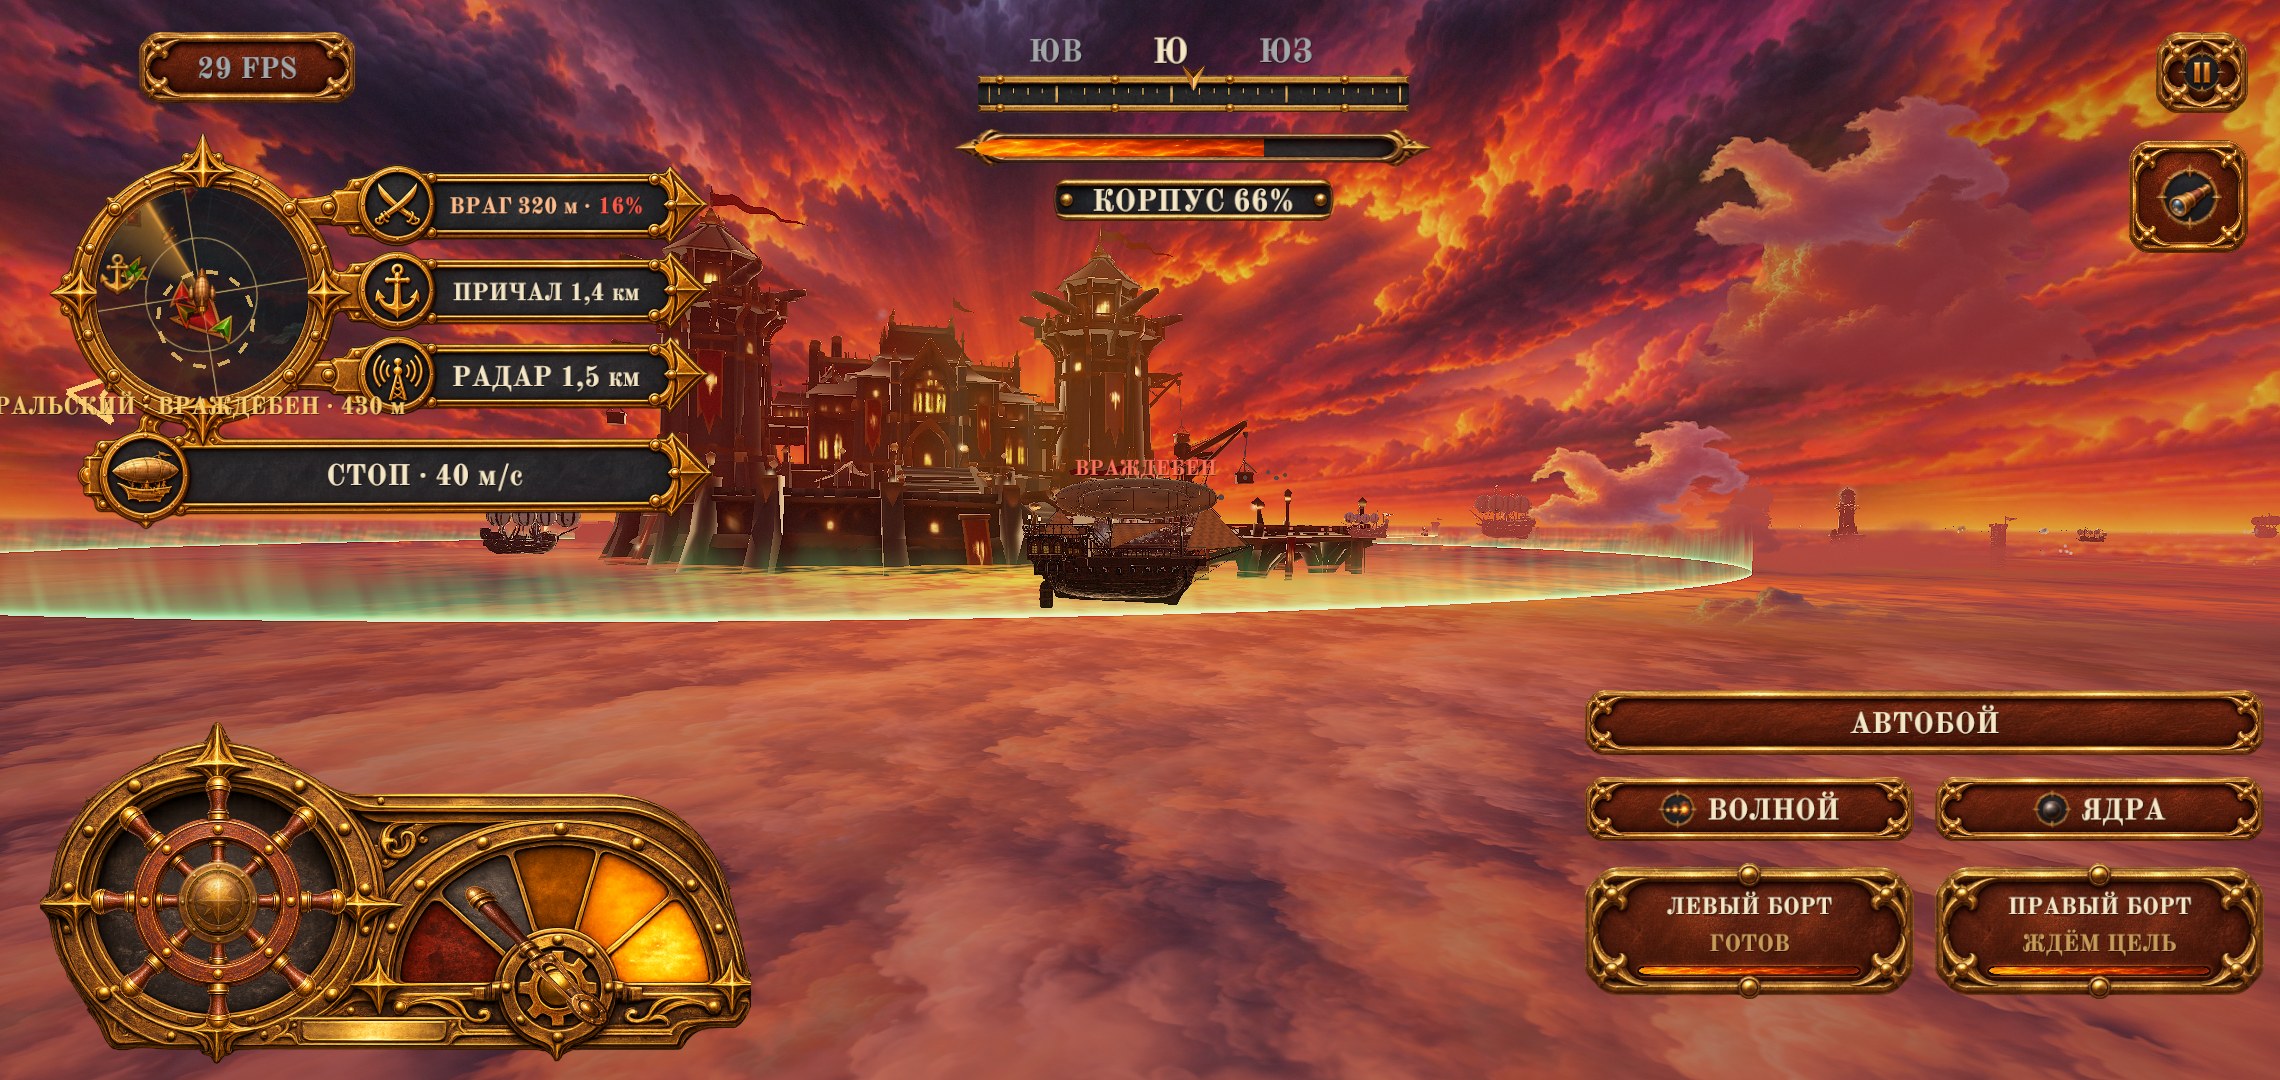 29 FPS
ЮВ Ю ЮЗ
КОРПУС 66%
ВРАГ 320 м · 16%
ПРИЧАЛ 1,4 км
РАДАР 1,5 км
РАЛЬСКИЙ · ВРАЖДЕБЕН · 430 м
СТОП · 40 м/с
ВРАЖДЕБЕН
АВТОБОЙ
ВОЛНОЙ
ЯДРА
ЛЕВЫЙ БОРТ
ГОТОВ
ПРАВЫЙ БОРТ
ЖДЁМ ЦЕЛЬ